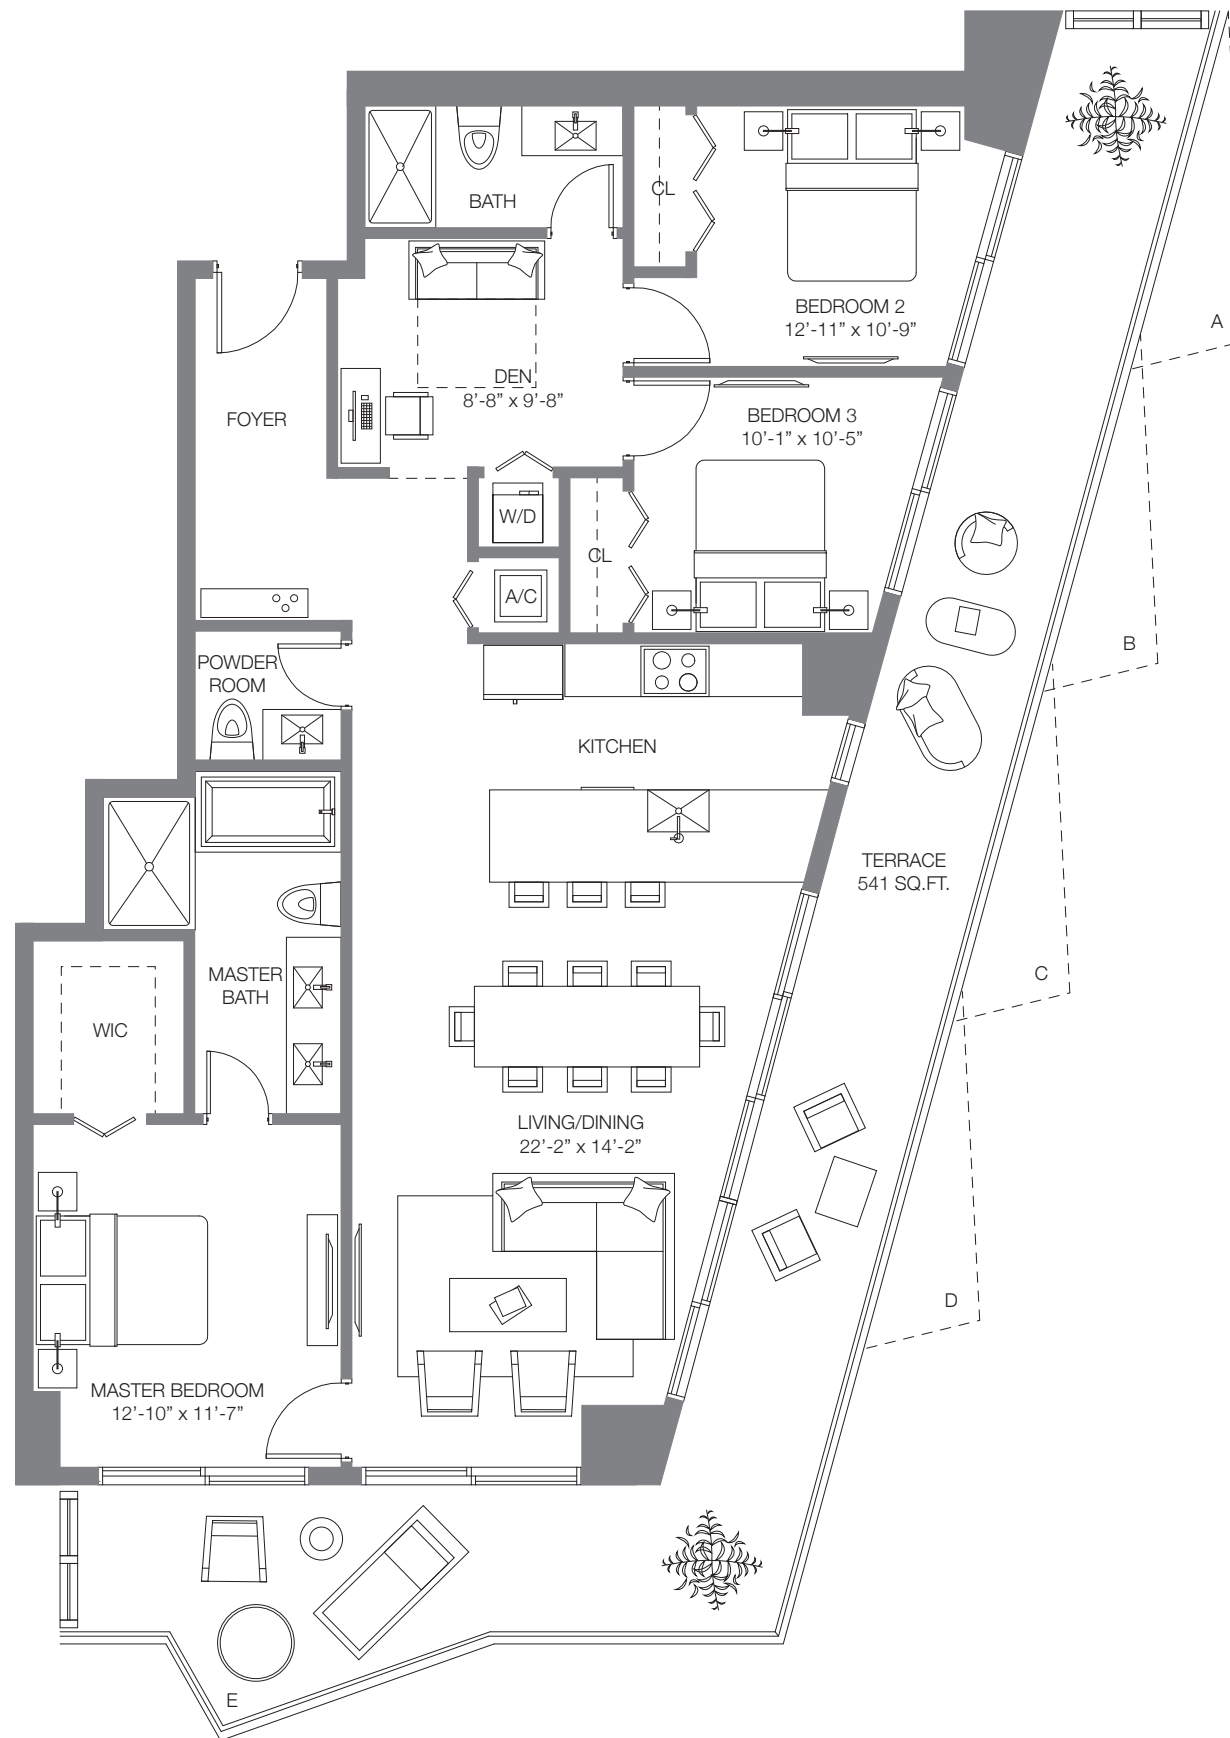 BATH
CL
BEDROOM 2
12’-11” x 10’-9”
A
DEN
8’-8” x 9’-8”
FOYER
BEDROOM 3
10’-1” x 10’-5”
W/D
CL
A/C
B
POWDER
ROOM
KITCHEN
TERRACE
541 SQ.FT.
MASTER
BATH
C
WIC
LIVING/DINING
22’-2” x 14’-2”
D
MASTER BEDROOM
12’-10” x 11’-7”
E